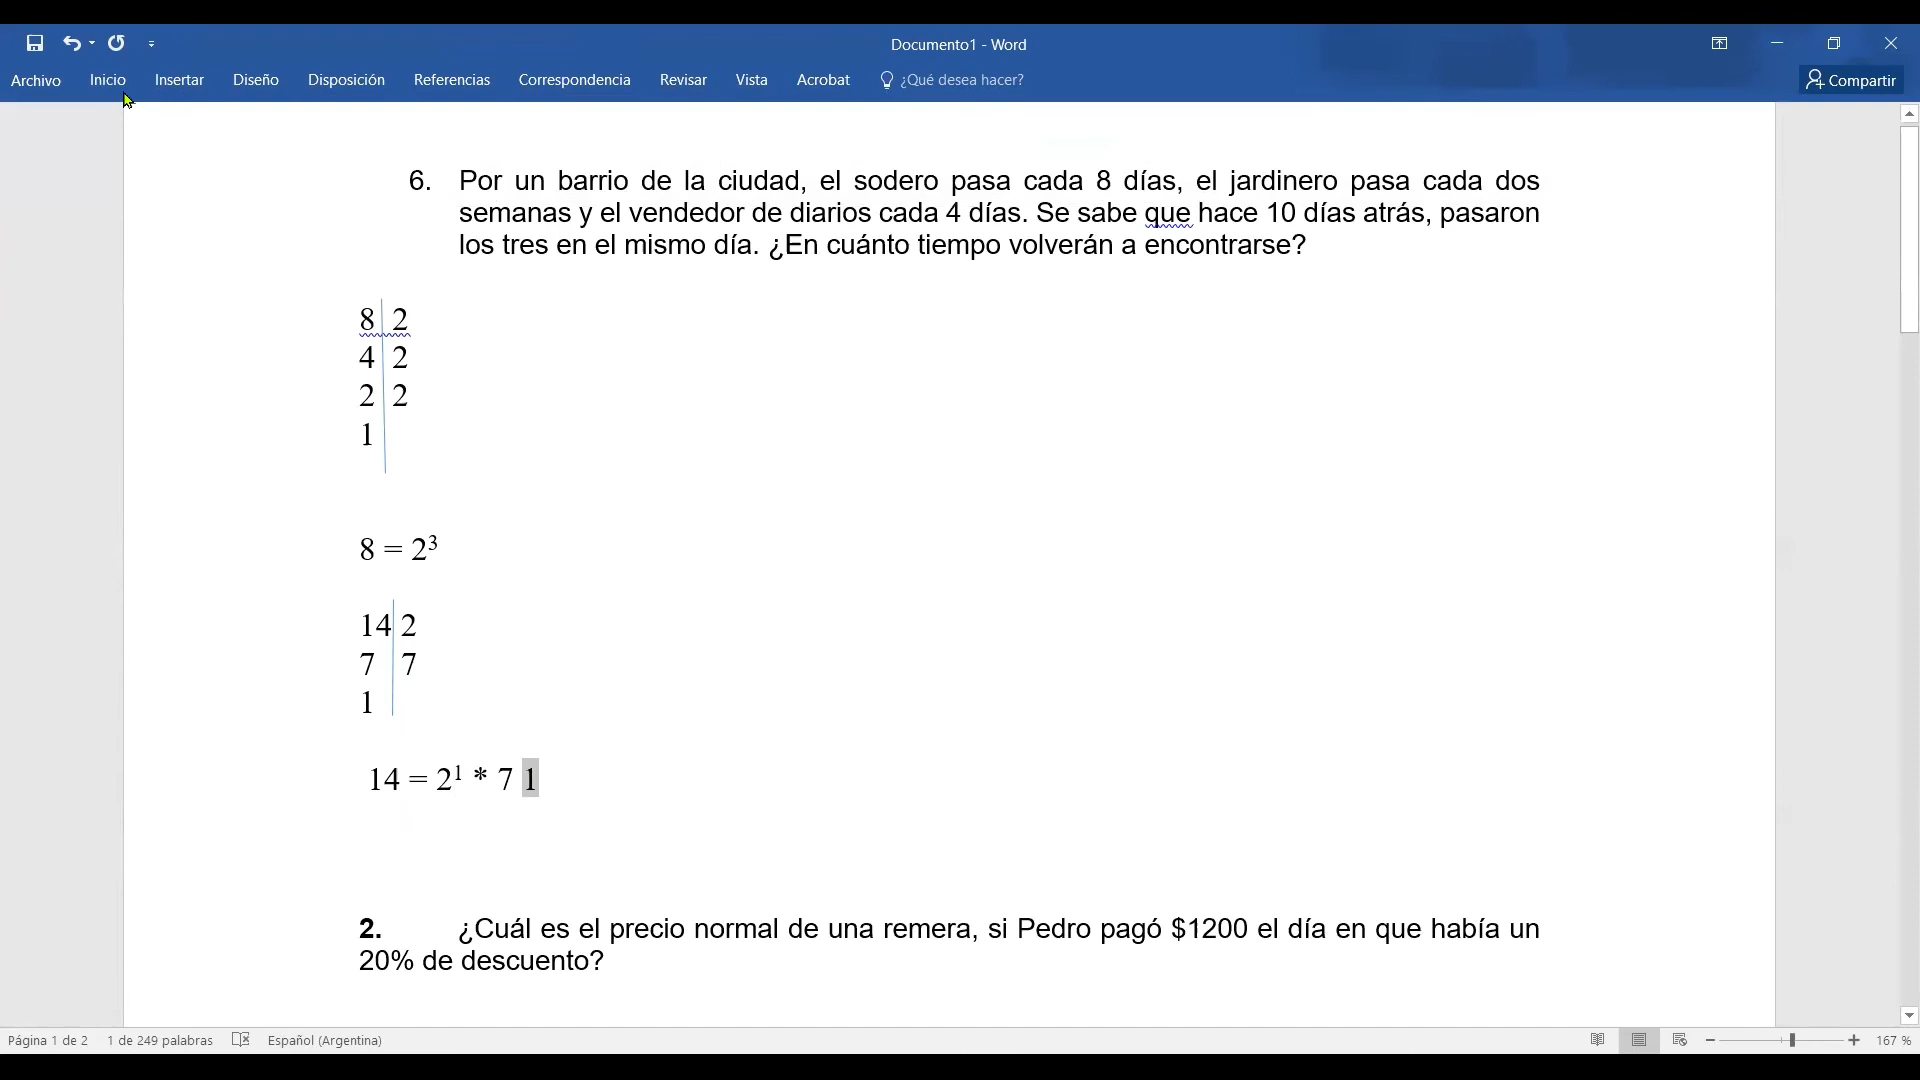 Documento1 - Word
Archivo Inicio Insertar Diseño Disposición Referencias Correspondencia Revisar Vista Acrobat ¿Qué desea hacer? Compartir
6. Por un barrio de la ciudad, el sodero pasa cada 8 días, el jardinero pasa cada dos
semanas y el vendedor de diarios cada 4 días. Se sabe que hace 10 días atrás, pasaron
los tres en el mismo día. ¿En cuánto tiempo volverán a encontrarse?
8 2
4 2
2 2
1
8 = 2³
14 2
7 7
1
14 = 2¹ * 7 1
2. ¿Cuál es el precio normal de una remera, si Pedro pagó $1200 el día en que había un
20% de descuento?
Página 1 de 2 1 de 249 palabras Español (Argentina) 167 %